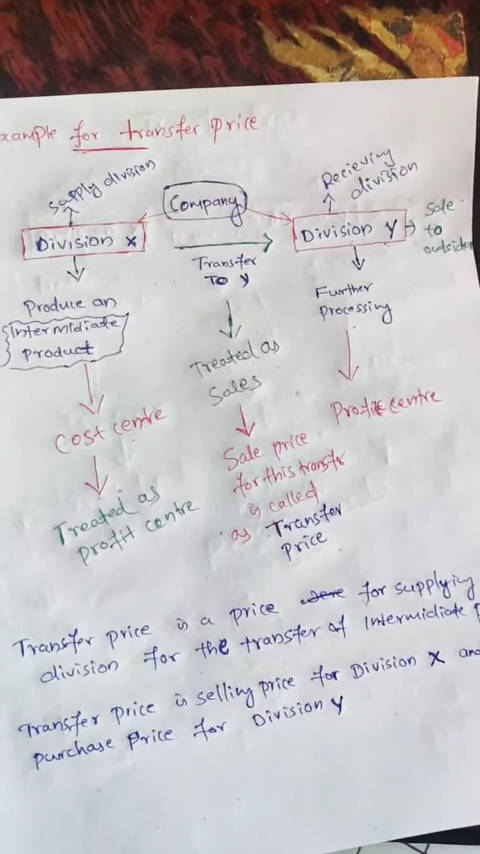 xample for transfer price
Supply division
Company
Recieving
division
Division X
Division Y
Sale
to
outsider
Transfer
To Y
Produce an
Intermidiate
Product
Further
Processing
Treated as
Sales
Cost centre
Profit centre
Sale price
for this transfr
is called
as Transfer
Price
Treated as
profit centre
Transfer price is a price for supplying
division for the transfer of Intermidiate P
Transfer Price is selling price for Division X and
purchase Price for Division Y